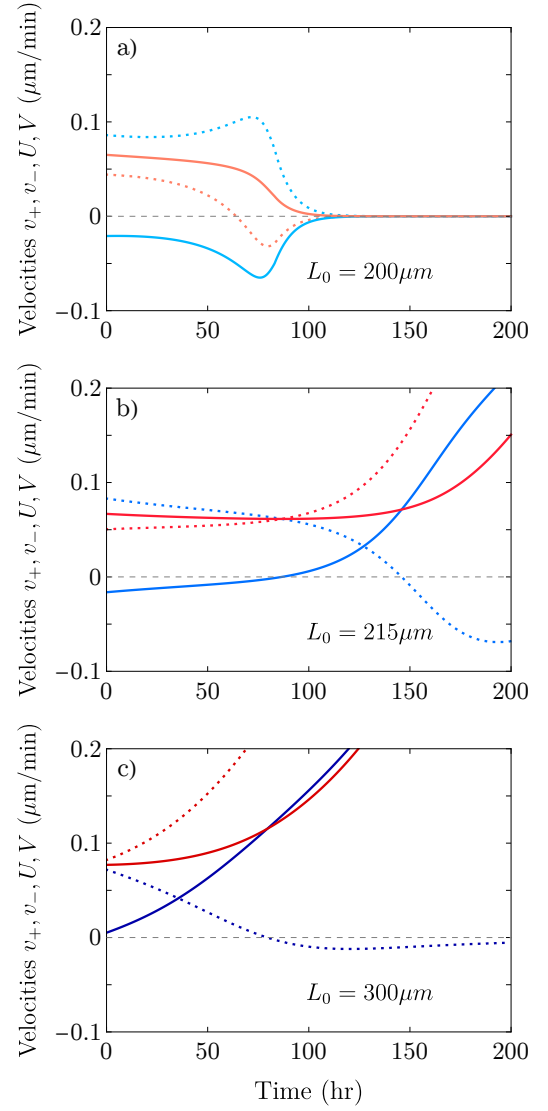 Velocities v₊, v₋, U, V (μm/min)
a)
0.2
0.1
0
−0.1
L₀ = 200μm
0 50 100 150 200
Velocities v₊, v₋, U, V (μm/min)
b)
0.2
0.1
0
−0.1
L₀ = 215μm
0 50 100 150 200
Velocities v₊, v₋, U, V (μm/min)
c)
0.2
0.1
0
−0.1
L₀ = 300μm
0 50 100 150 200
Time (hr)